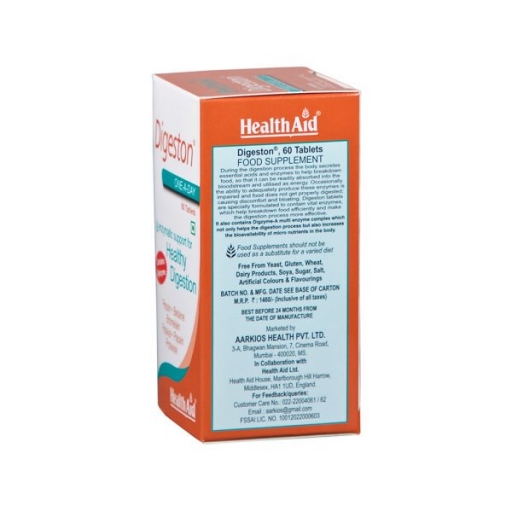 Digeston®
ONE-A-DAY
60 Tablets
Enzymatic support for
Healthy
Digestion
HealthAid®
Digeston®, 60 Tablets
FOOD SUPPLEMENT
During the digestion process the body secretes
essential acids and enzymes to help breakdown
food, so that it can be readily absorbed into the
bloodstream and utilised as energy. Occasionally
the ability to adequately produce these enzymes is
impaired and food does not get properly digested;
causing discomfort and bloating. Digeston tablets
are specially formulated to contain vital enzymes,
which help breakdown food efficiently and make
the digestion process more effective.
It also contains Digezyme-A multi enzyme complex which
not only helps the digestion process but also increases
the bioavailability of micro nutrients in the body.
Food Supplements should not be
used as a substitute for a varied diet
Free From Yeast, Gluten, Wheat,
Dairy Products, Soya, Sugar, Salt,
Artificial Colours & Flavourings
BATCH NO. & MFG. DATE SEE BASE OF CARTON
M.R.P. ₹ : 1460/- (Inclusive of all taxes)
BEST BEFORE 24 MONTHS FROM
THE DATE OF MANUFACTURE
Marketed by
AARKIOS HEALTH PVT. LTD.
3-A, Bhagwan Mansion, 7, Cinema Road,
Mumbai - 400020, MS.
In Collaboration with
Health Aid Ltd.
Health Aid House, Marlborough Hill Harrow,
Middlesex, HA1 1UD, England.
For Feedback/queries:
Customer Care No.: 022-22004061 / 62
Email : aarkios@gmail.com
FSSAI LIC. NO. 10012022000603